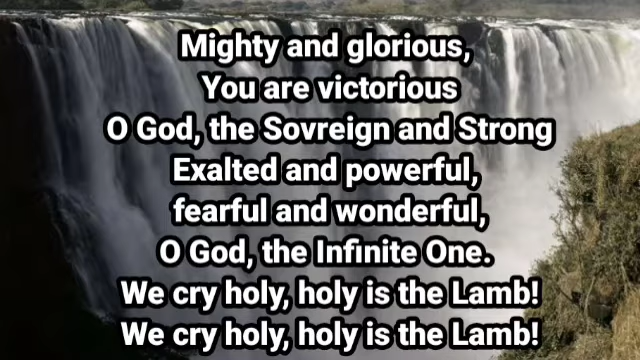 Mighty and glorious,
You are victorious
O God, the Sovreign and Strong
Exalted and powerful,
fearful and wonderful,
O God, the Infinite One.
We cry holy, holy is the Lamb!
We cry holy, holy is the Lamb!